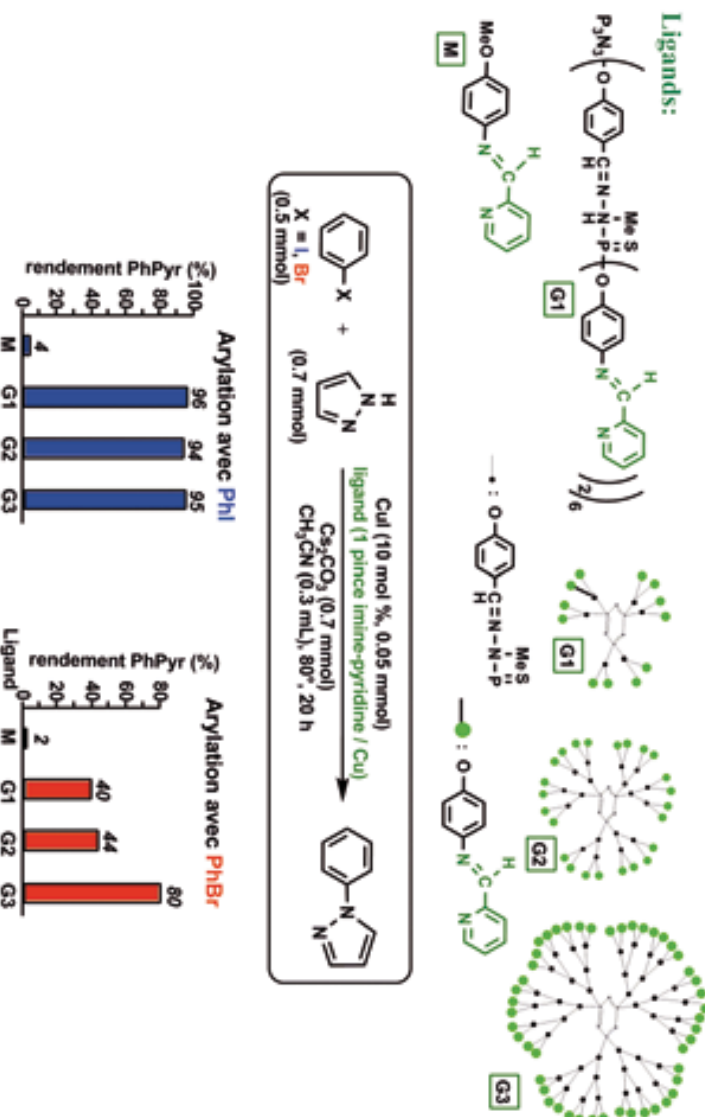 Ligands:
P₃N₃
O
C=N-N-P
H
Me S
O
N
C
H
N
2
6
G1
MeO
N
C
H
N
M
G1
G2
G3
: O
C=N-N-P
H
Me S
: O
N
C
H
N
X
X = I, Br
(0.5 mmol)
+
H
N
N
(0.7 mmol)
CuI (10 mol %, 0.05 mmol)
ligand (1 pince imine-pyridine / Cu)
Cs₂CO₃ (0.7 mmol)
CH₃CN (0.3 mL), 80°, 20 h
N
N
Arylation avec PhI
rendement PhPyr (%)
100
80
60
40
20
0
4
96
94
95
M G1 G2 G3
Arylation avec PhBr
rendement PhPyr (%)
80
60
40
20
0
2
40
44
80
Ligand M G1 G2 G3